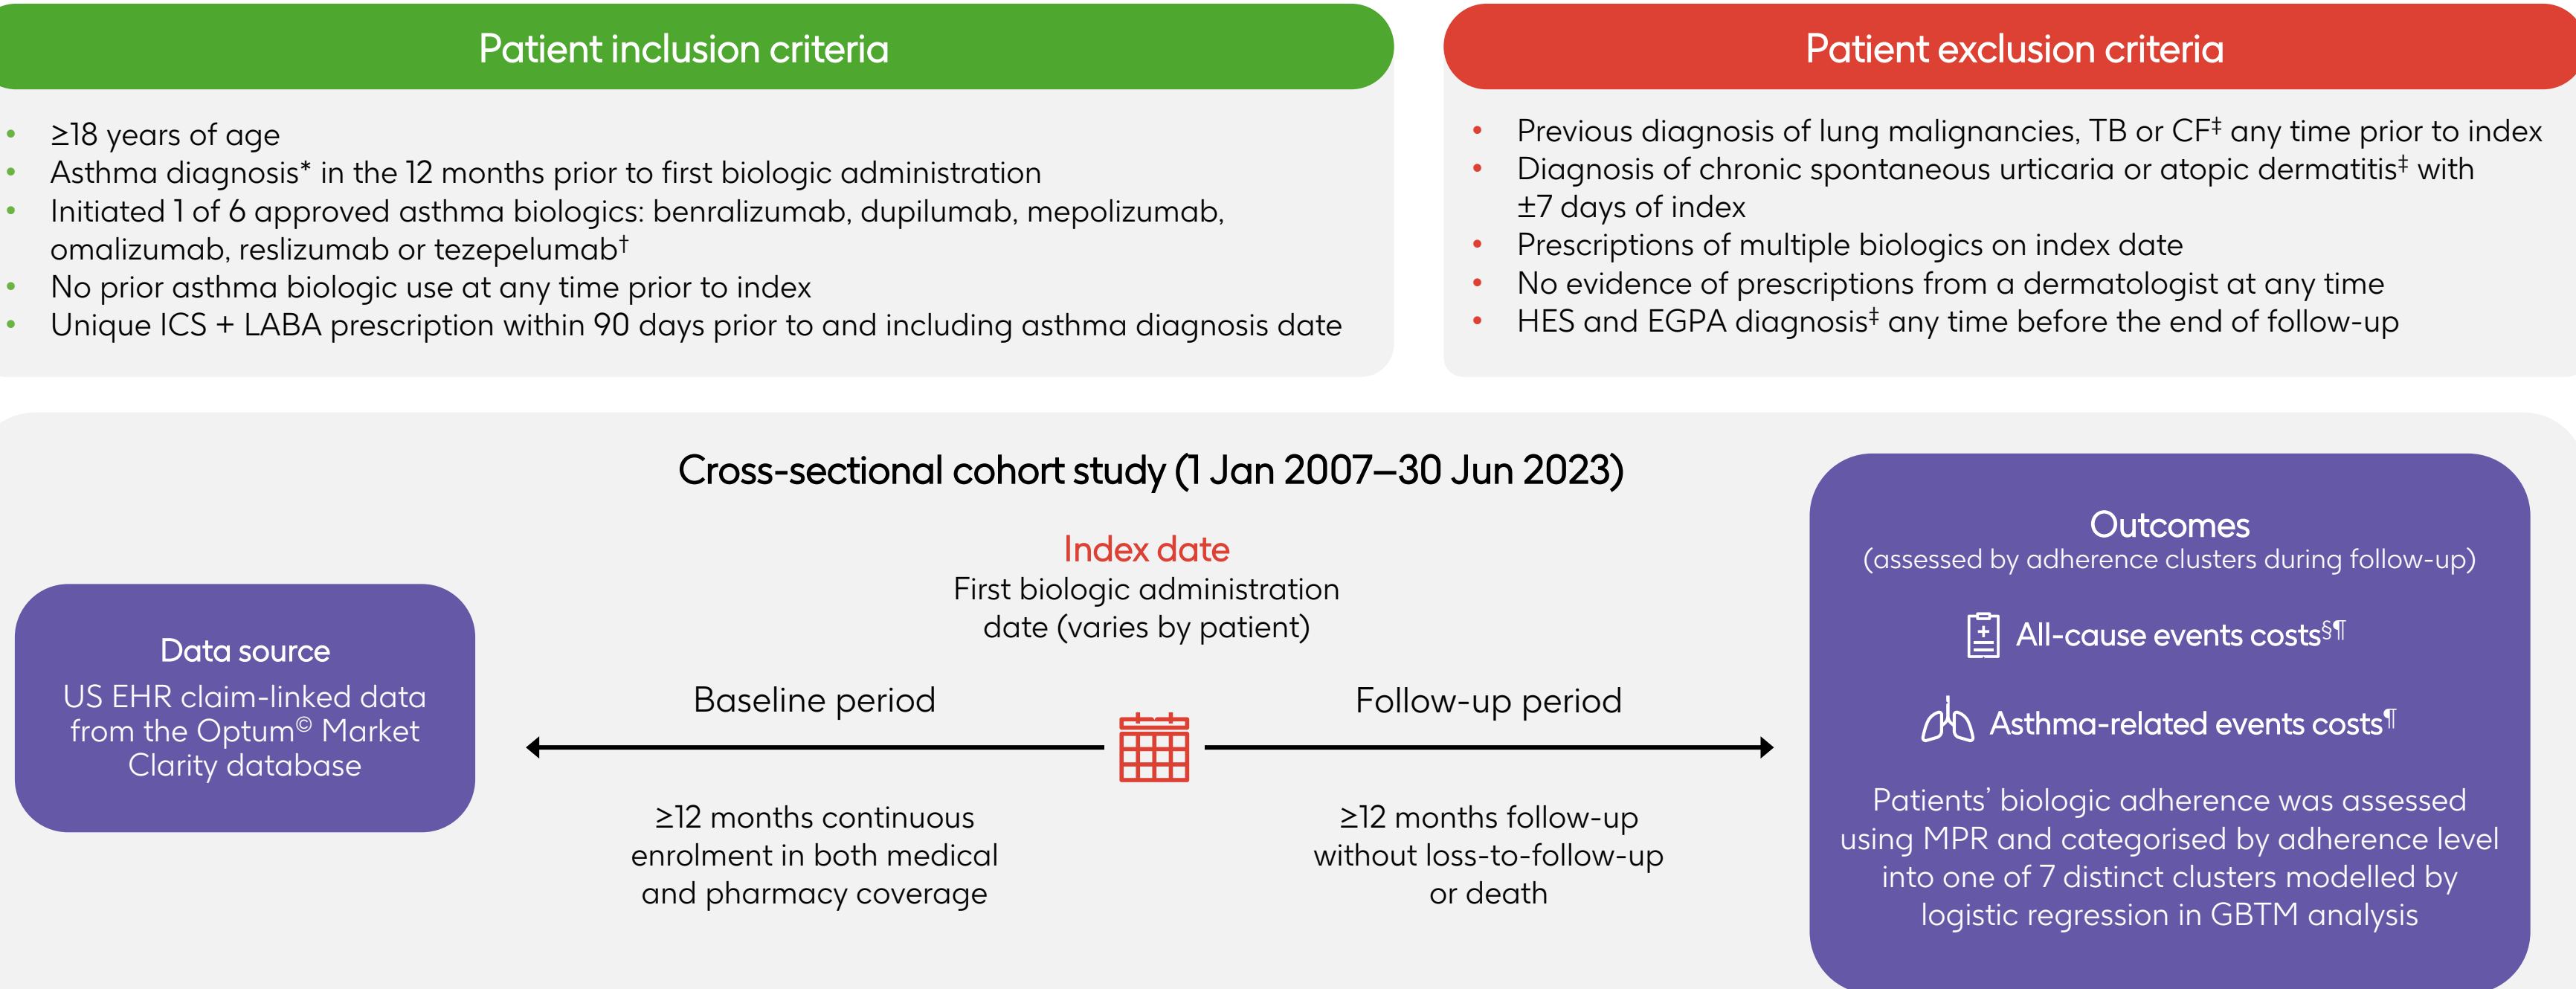 Patient inclusion criteria
• ≥18 years of age
• Asthma diagnosis* in the 12 months prior to first biologic administration
• Initiated 1 of 6 approved asthma biologics: benralizumab, dupilumab, mepolizumab,
omalizumab, reslizumab or tezepelumab†
• No prior asthma biologic use at any time prior to index
• Unique ICS + LABA prescription within 90 days prior to and including asthma diagnosis date
Patient exclusion criteria
• Previous diagnosis of lung malignancies, TB or CF‡ any time prior to index
• Diagnosis of chronic spontaneous urticaria or atopic dermatitis‡ with
±7 days of index
• Prescriptions of multiple biologics on index date
• No evidence of prescriptions from a dermatologist at any time
• HES and EGPA diagnosis‡ any time before the end of follow-up
Cross-sectional cohort study (1 Jan 2007–30 Jun 2023)
Data source
US EHR claim-linked data
from the Optum© Market
Clarity database
Index date
First biologic administration
date (varies by patient)
Baseline period
≥12 months continuous
enrolment in both medical
and pharmacy coverage
Follow-up period
≥12 months follow-up
without loss-to-follow-up
or death
Outcomes
(assessed by adherence clusters during follow-up)
All-cause events costs§¶
Asthma-related events costs¶
Patients’ biologic adherence was assessed
using MPR and categorised by adherence level
into one of 7 distinct clusters modelled by
logistic regression in GBTM analysis